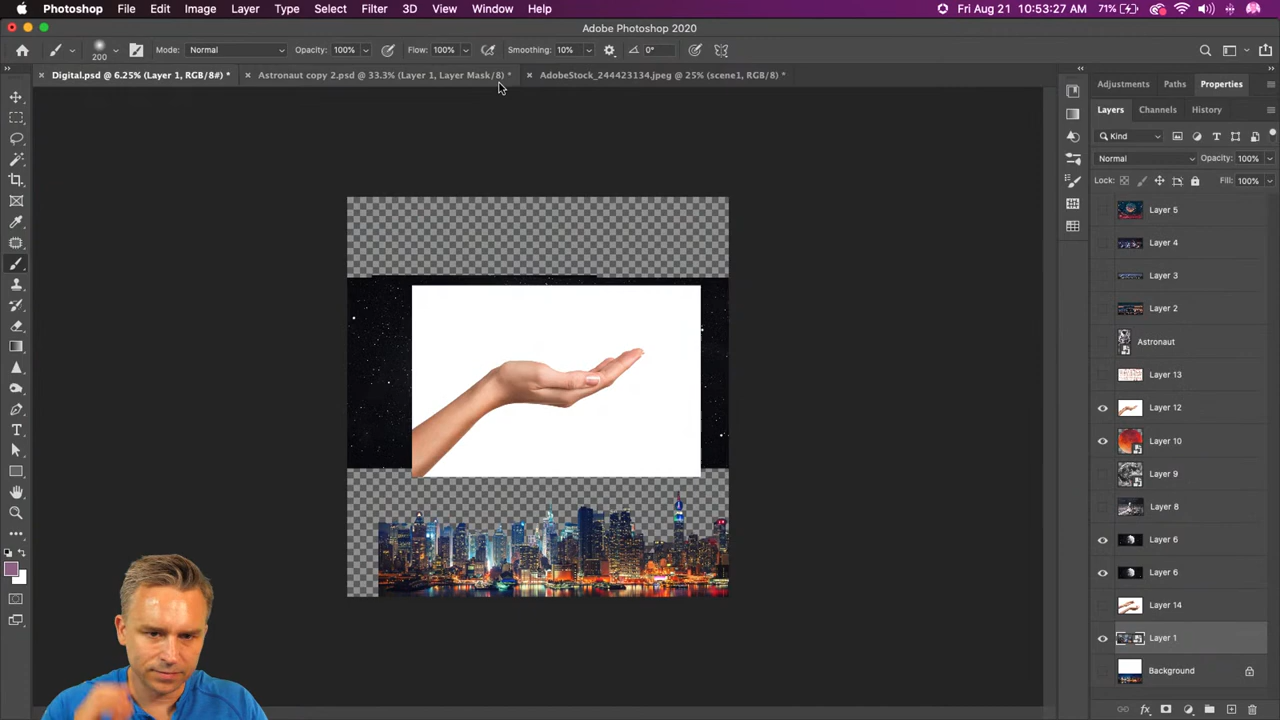 Photoshop File Edit Image Layer Type Select Filter 3D View Window Help 71% Fri Aug 21 10:53:27 AM
Adobe Photoshop 2020
200 Mode: Normal Opacity: 100% Flow: 100% Smoothing: 10% 0°
Digital.psd @ 6.25% (Layer 1, RGB/8#) * Astronaut copy 2.psd @ 33.3% (Layer 1, Layer Mask/8) * AdobeStock_244423134.jpeg @ 25% (scene1, RGB/8) *
Adjustments Paths Properties
Layers Channels History
Kind
Normal Opacity: 100%
Lock: Fill: 100%
Layer 5
Layer 4
Layer 3
Layer 2
Astronaut
Layer 13
Layer 12
Layer 10
Layer 9
Layer 8
Layer 6
Layer 6
Layer 14
Layer 1
Background